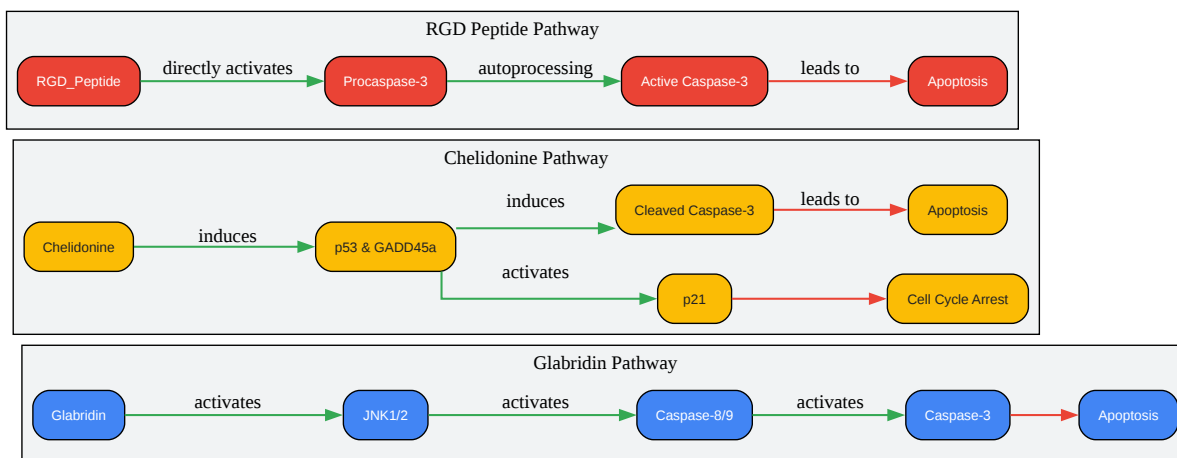 RGD Peptide Pathway
RGD_Peptide
directly activates
Procaspase-3
autoprocessing
Active Caspase-3
leads to
Apoptosis
Chelidonine Pathway
Chelidonine
induces
p53 & GADD45a
induces
Cleaved Caspase-3
leads to
Apoptosis
activates
p21
Cell Cycle Arrest
Glabridin Pathway
Glabridin
activates
JNK1/2
activates
Caspase-8/9
activates
Caspase-3
Apoptosis